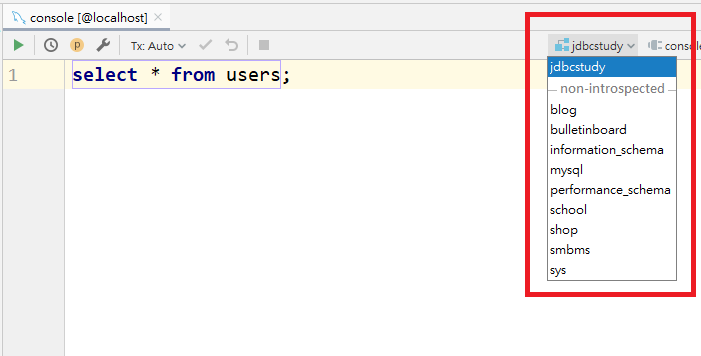 console [@localhost]
Tx: Auto
jdbcstudy
consol
1 select * from users;
jdbcstudy
non-introspected
blog
bulletinboard
information_schema
mysql
performance_schema
school
shop
smbms
sys